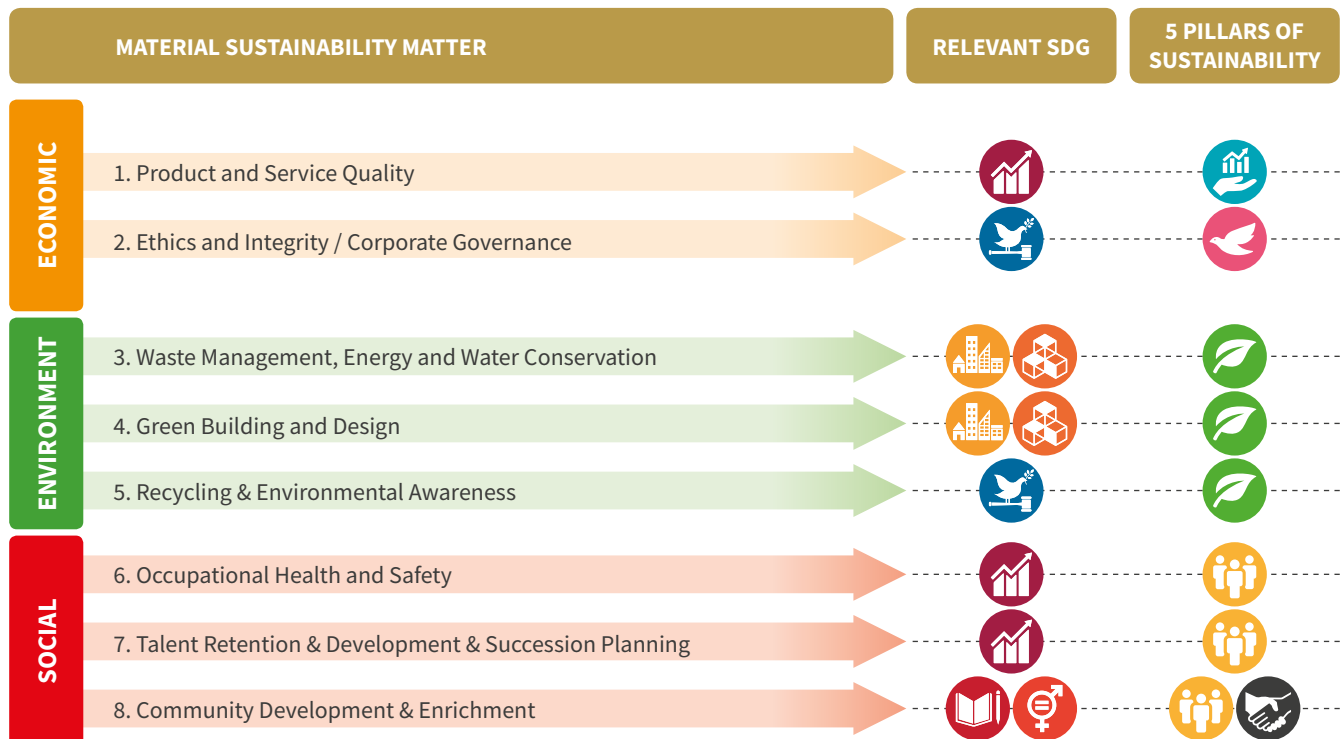 MATERIAL SUSTAINABILITY MATTER
RELEVANT SDG
5 PILLARS OF
SUSTAINABILITY
ECONOMIC
1. Product and Service Quality
2. Ethics and Integrity / Corporate Governance
ENVIRONMENT
3. Waste Management, Energy and Water Conservation
4. Green Building and Design
5. Recycling & Environmental Awareness
SOCIAL
6. Occupational Health and Safety
7. Talent Retention & Development & Succession Planning
8. Community Development & Enrichment